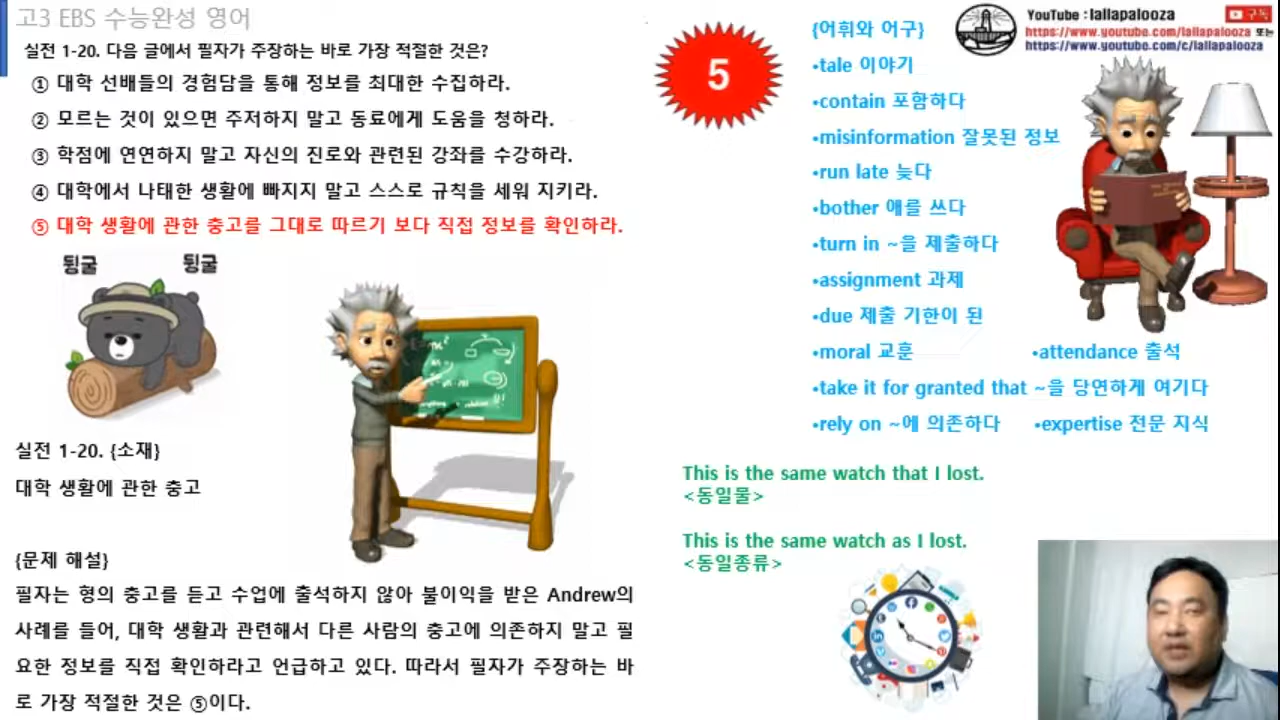 고3 EBS 수능완성 영어
실전 1-20. 다음 글에서 필자가 주장하는 바로 가장 적절한 것은?
① 대학 선배들의 경험담을 통해 정보를 최대한 수집하라.
② 모르는 것이 있으면 주저하지 말고 동료에게 도움을 청하라.
③ 학점에 연연하지 말고 자신의 진로와 관련된 강좌를 수강하라.
④ 대학에서 나태한 생활에 빠지지 말고 스스로 규칙을 세워 지키라.
⑤ 대학 생활에 관한 충고를 그대로 따르기 보다 직접 정보를 확인하라.
뒹굴 뒹굴
실전 1-20. {소재}
대학 생활에 관한 충고
{문제 해설}
필자는 형의 충고를 듣고 수업에 출석하지 않아 불이익을 받은 Andrew의
사례를 들어, 대학 생활과 관련해서 다른 사람의 충고에 의존하지 말고 필
요한 정보를 직접 확인하라고 언급하고 있다. 따라서 필자가 주장하는 바
로 가장 적절한 것은 ⑤이다.
5
{어휘와 어구}
•tale 이야기
•contain 포함하다
•misinformation 잘못된 정보
•run late 늦다
•bother 애를 쓰다
•turn in ~을 제출하다
•assignment 과제
•due 제출 기한이 된
•moral 교훈 •attendance 출석
•take it for granted that ~을 당연하게 여기다
•rely on ~에 의존하다 •expertise 전문 지식
This is the same watch that I lost.
<동일물>
This is the same watch as I lost.
<동일종류>
YouTube : lallapalooza 구독
https://www.youtube.com/lallapalooza 또는
https://www.youtube.com/c/lallapalooza